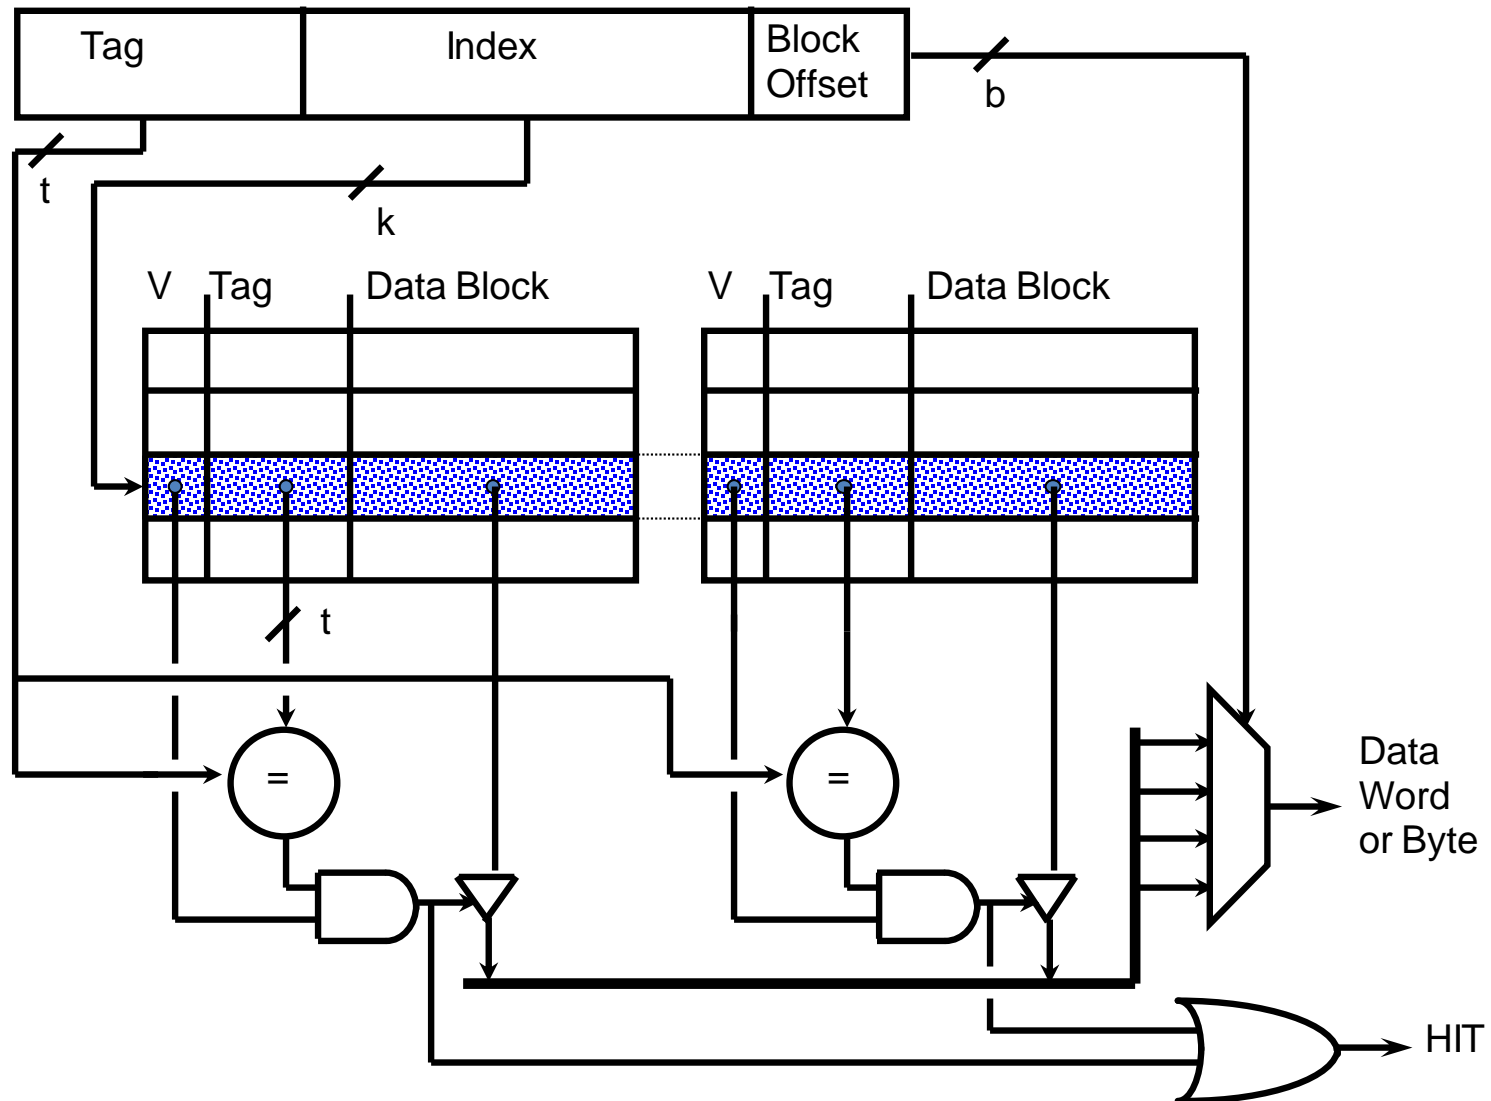 Tag
Index
Block
Offset
b
t
k
V
Tag
Data Block
V
Tag
Data Block
t
=
=
Data
Word
or Byte
HIT